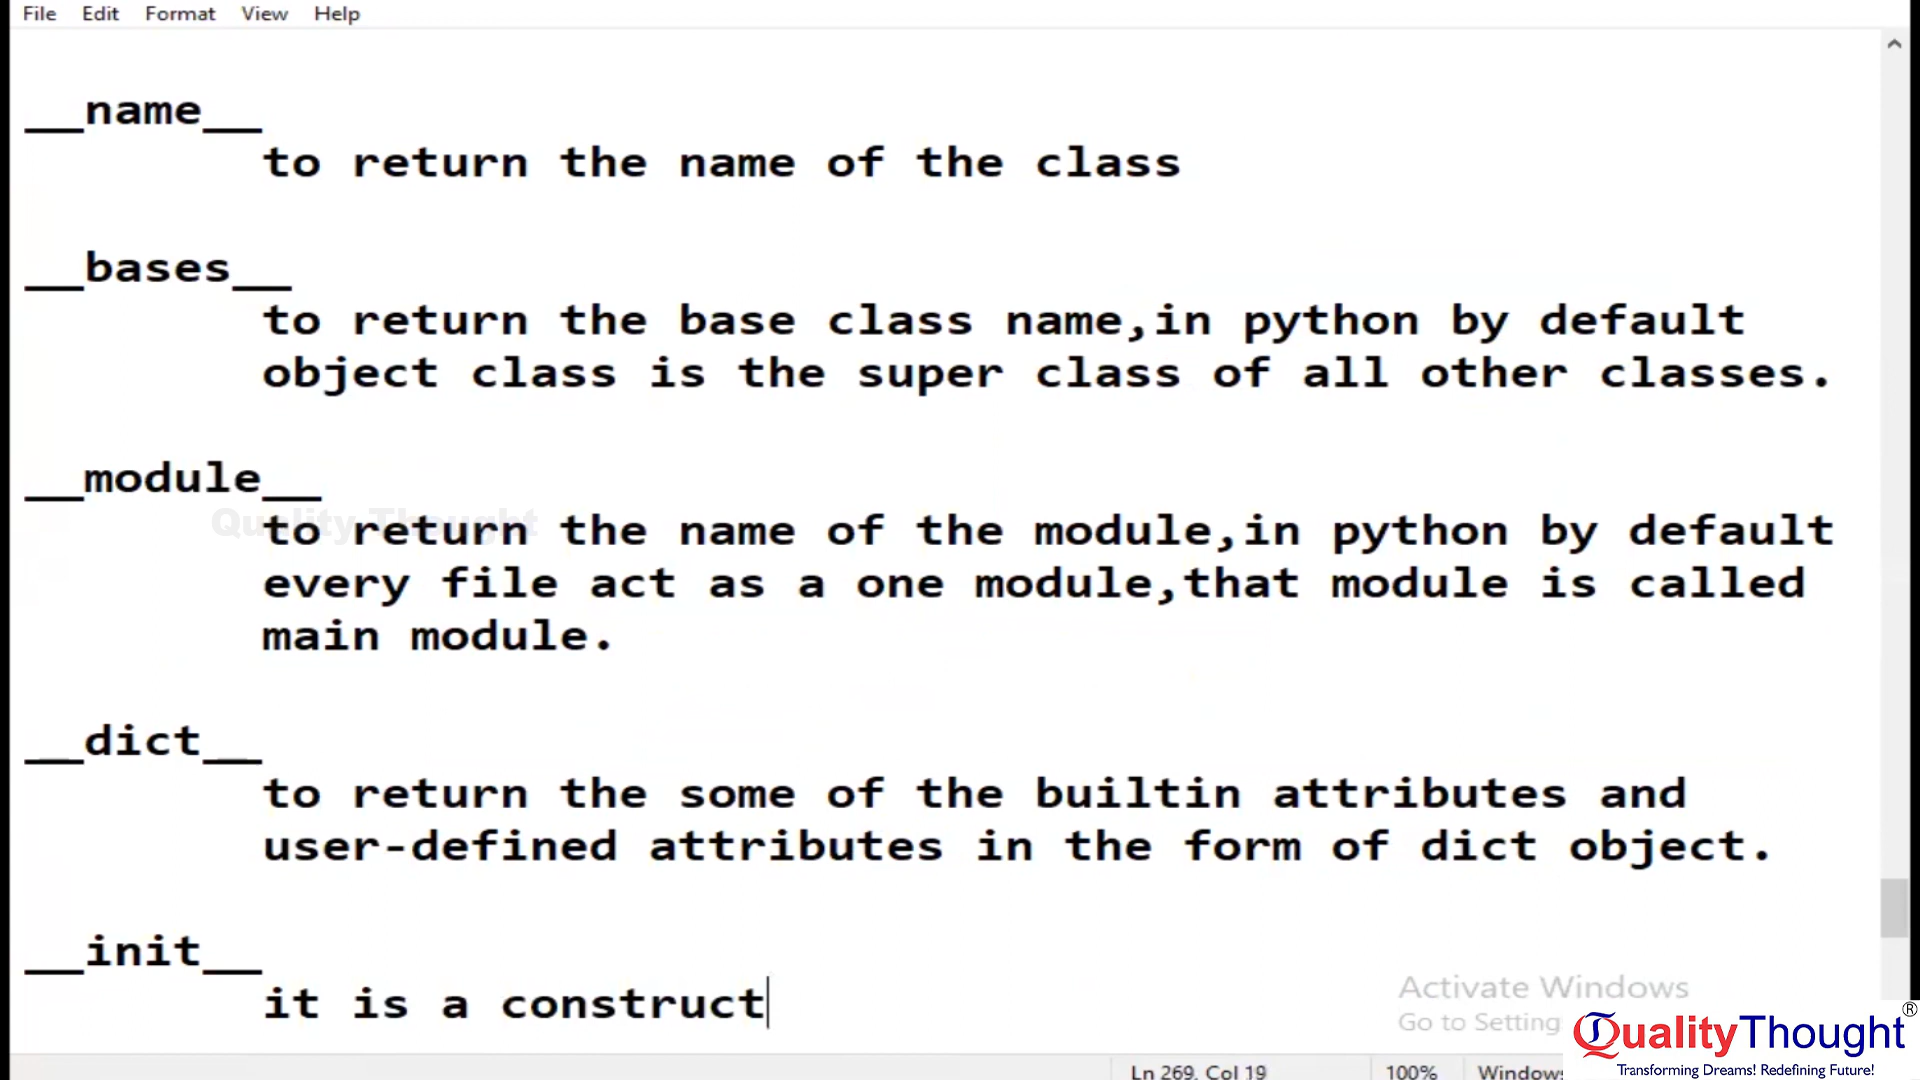 File Edit Format View Help
__name__
to return the name of the class
__bases__
to return the base class name,in python by default
object class is the super class of all other classes.
__module__
Quality Thought
to return the name of the module,in python by default
every file act as a one module,that module is called
main module.
__dict__
to return the some of the builtin attributes and
user-defined attributes in the form of dict object.
__init__
it is a construct
Activate Windows
Go to Setting
QualityThought®
Transforming Dreams! Redefining Future!
Ln 269, Col 19 100% Windows